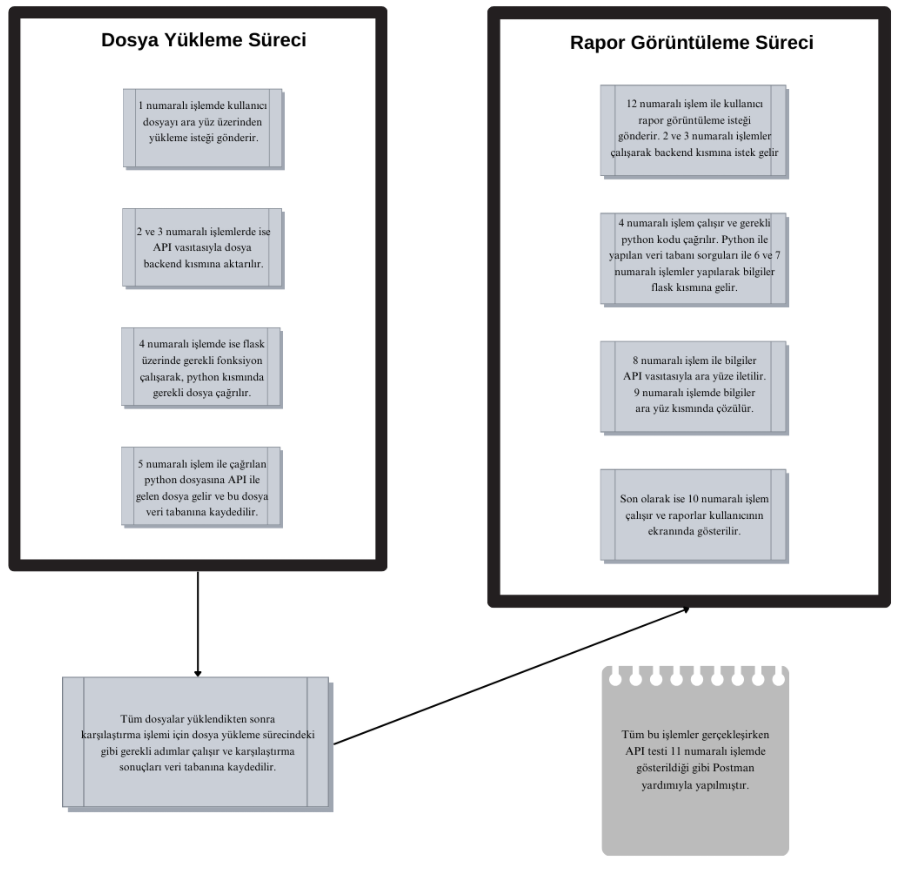 Dosya Yükleme Süreci
1 numaralı işlemde kullanıcı
dosyayı ara yüz üzerinden
yükleme isteği gönderir.
2 ve 3 numaralı işlemlerde ise
API vasıtasıyla dosya
backend kısmına aktarılır.
4 numaralı işlemde ise flask
üzerinde gerekli fonksiyon
çalışarak, python kısmında
gerekli dosya çağrılır.
5 numaralı işlem ile çağrılan
python dosyasına API ile
gelen dosya gelir ve bu dosya
veri tabanına kaydedilir.
Tüm dosyalar yüklendikten sonra
karşılaştırma işlemi için dosya yükleme sürecindeki
gibi gerekli adımlar çalışır ve karşılaştırma
sonuçları veri tabanına kaydedilir.
Rapor Görüntüleme Süreci
12 numaralı işlem ile kullanıcı
rapor görüntüleme isteği
gönderir. 2 ve 3 numaralı işlemler
çalışarak backend kısmına istek gelir
4 numaralı işlem çalışır ve gerekli
python kodu çağrılır. Python ile
yapılan veri tabanı sorguları ile 6 ve 7
numaralı işlemler yapılarak bilgiler
flask kısmına gelir.
8 numaralı işlem ile bilgiler
API vasıtasıyla ara yüze iletilir.
9 numaralı işlemde bilgiler
ara yüz kısmında çözülür.
Son olarak ise 10 numaralı işlem
çalışır ve raporlar kullanıcının
ekranında gösterilir.
Tüm bu işlemler gerçekleşirken
API testi 11 numaralı işlemde
gösterildiği gibi Postman
yardımıyla yapılmıştır.